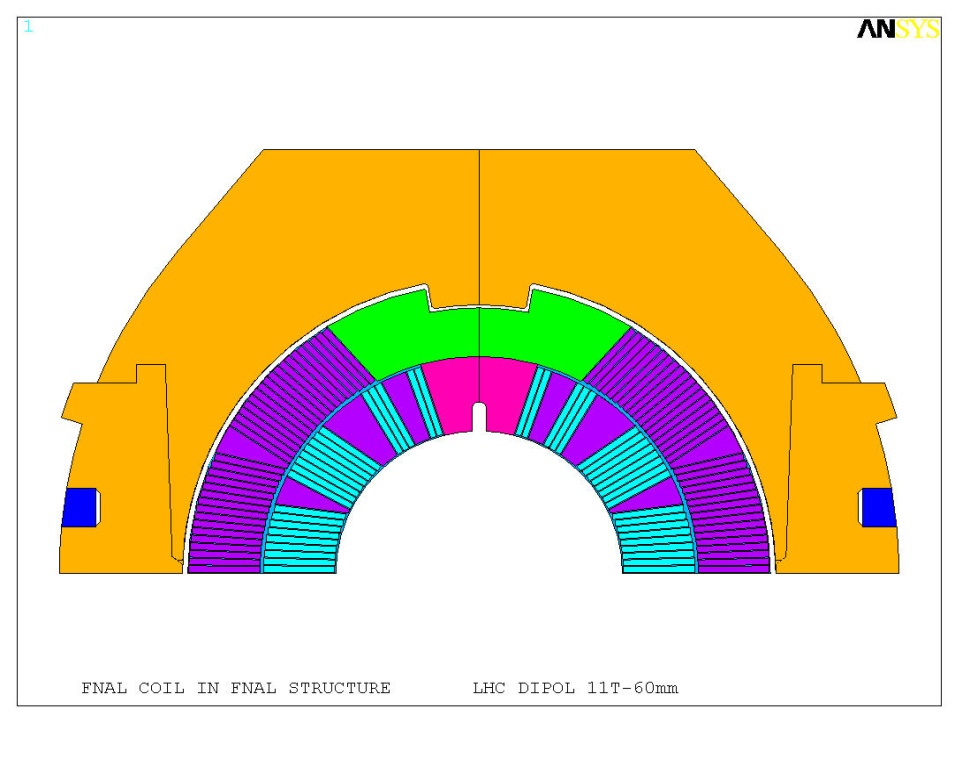 1
ANSYS
FNAL COIL IN FNAL STRUCTURE
LHC DIPOL 11T-60mm